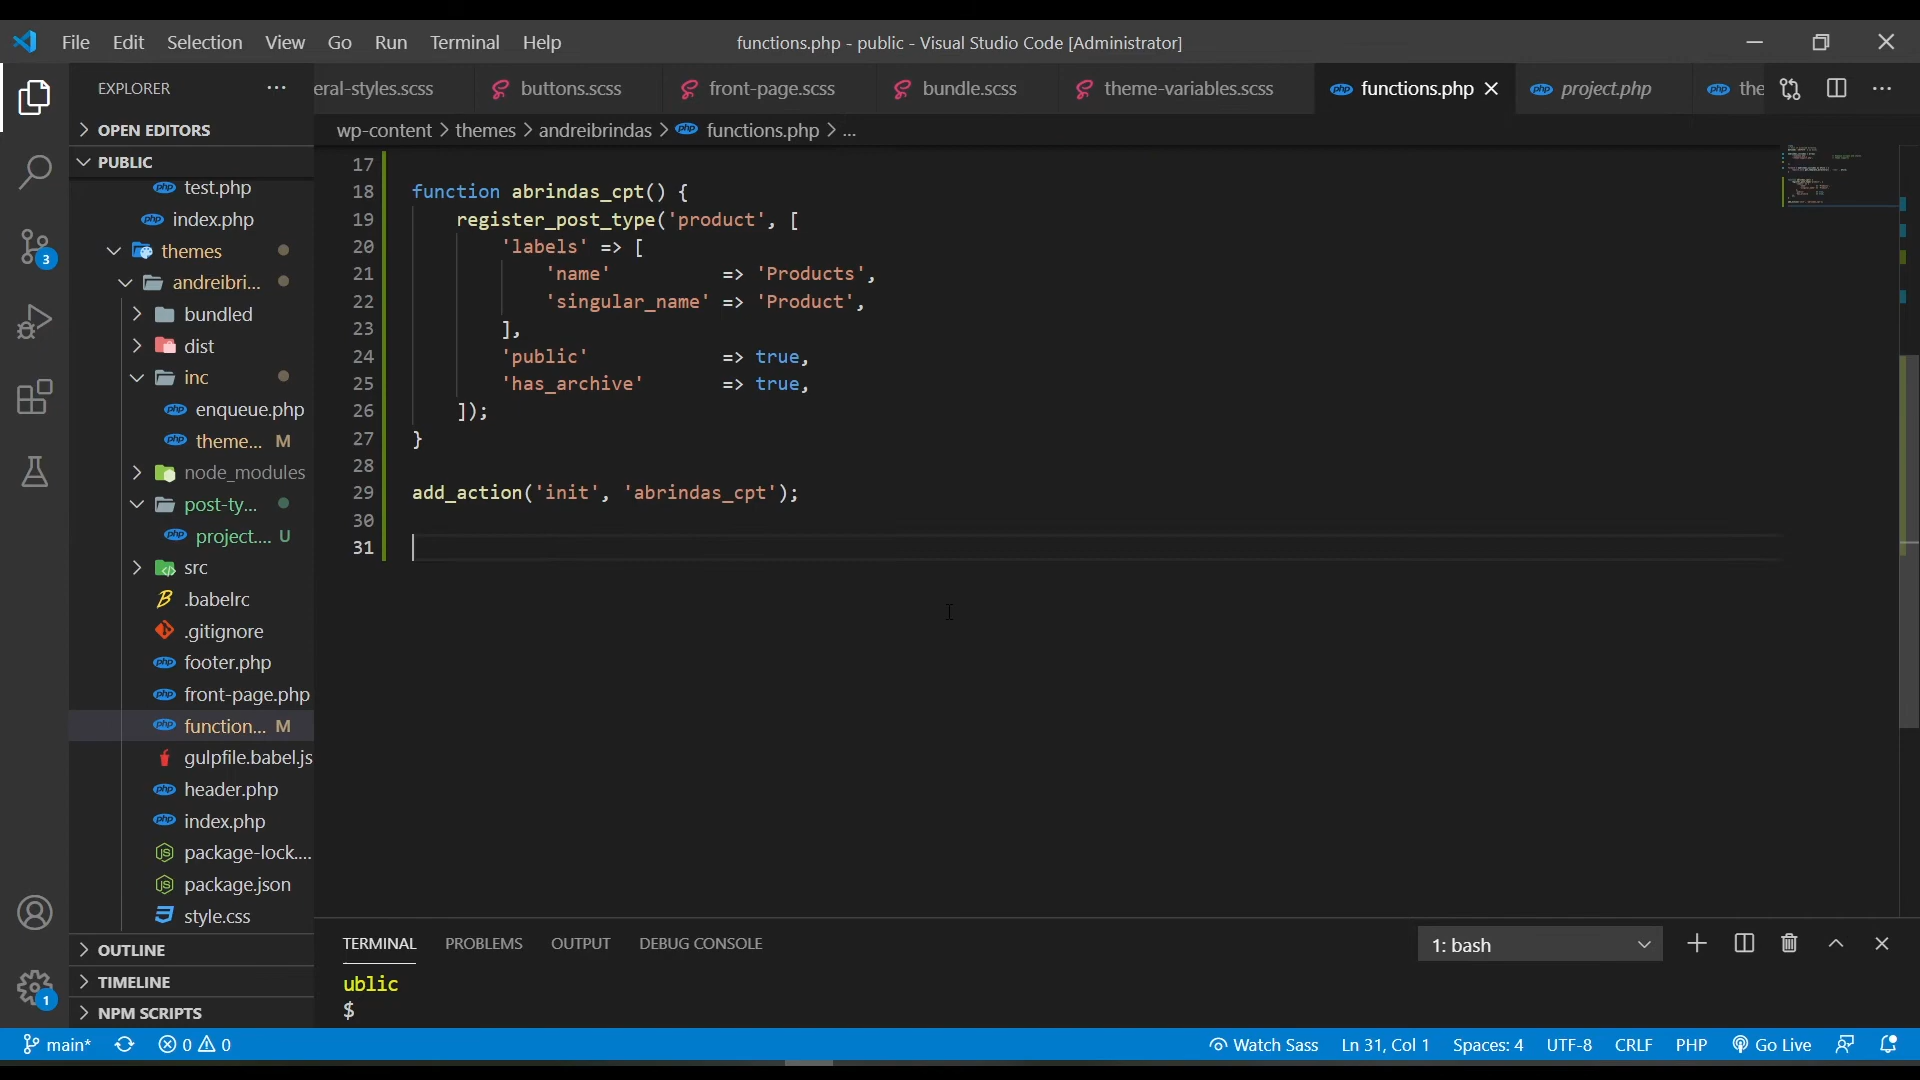 File Edit Selection View Go Run Terminal Help functions.php - public - Visual Studio Code [Administrator]
EXPLORER ... eral-styles.scss buttons.scss front-page.scss bundle.scss theme-variables.scss functions.php project.php the ...
OPEN EDITORS
wp-content > themes > andreibrindas > functions.php > ...
PUBLIC
test.php
index.php
themes
andreibri...
bundled
dist
inc
enqueue.php
theme... M
node_modules
post-ty...
project.... U
src
.babelrc
.gitignore
footer.php
front-page.php
function... M
gulpfile.babel.js
header.php
index.php
package-lock....
package.json
style.css
OUTLINE
TIMELINE
NPM SCRIPTS
3
1
17
18 function abrindas_cpt() {
19 register_post_type('product', [
20 'labels' => [
21 'name' => 'Products',
22 'singular_name' => 'Product',
23 ],
24 'public' => true,
25 'has_archive' => true,
26 ]);
27 }
28
29 add_action('init', 'abrindas_cpt');
30
31
TERMINAL PROBLEMS OUTPUT DEBUG CONSOLE 1: bash
ublic
$
main* 0 0 Watch Sass Ln 31, Col 1 Spaces: 4 UTF-8 CRLF PHP Go Live